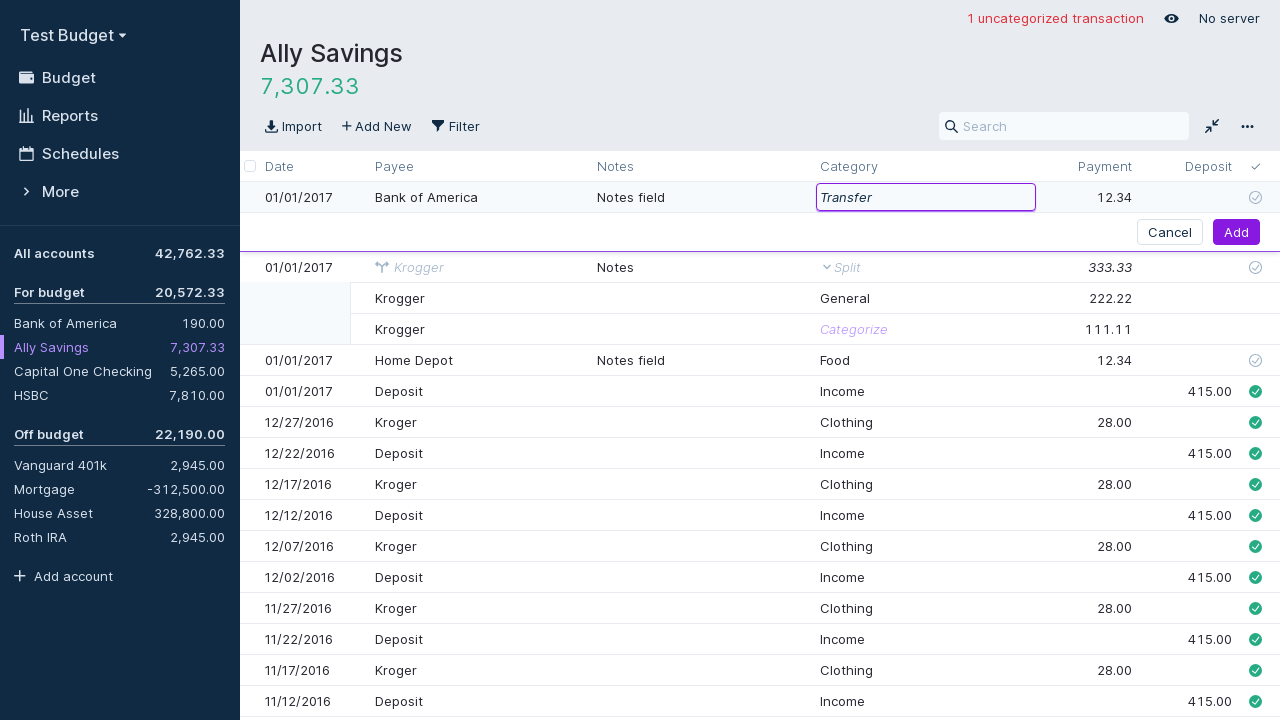 Test Budget
Budget
Reports
Schedules
More
All accounts 42,762.33
For budget 20,572.33
Bank of America 190.00
Ally Savings 7,307.33
Capital One Checking 5,265.00
HSBC 7,810.00
Off budget 22,190.00
Vanguard 401k 2,945.00
Mortgage -312,500.00
House Asset 328,800.00
Roth IRA 2,945.00
Add account
1 uncategorized transaction No server
Ally Savings
7,307.33
Import Add New Filter Search
Date Payee Notes Category Payment Deposit
01/01/2017 Bank of America Notes field Transfer 12.34
Cancel Add
01/01/2017 Krogger Notes Split 333.33
Krogger General 222.22
Krogger Categorize 111.11
01/01/2017 Home Depot Notes field Food 12.34
01/01/2017 Deposit Income 415.00
12/27/2016 Kroger Clothing 28.00
12/22/2016 Deposit Income 415.00
12/17/2016 Kroger Clothing 28.00
12/12/2016 Deposit Income 415.00
12/07/2016 Kroger Clothing 28.00
12/02/2016 Deposit Income 415.00
11/27/2016 Kroger Clothing 28.00
11/22/2016 Deposit Income 415.00
11/17/2016 Kroger Clothing 28.00
11/12/2016 Deposit Income 415.00